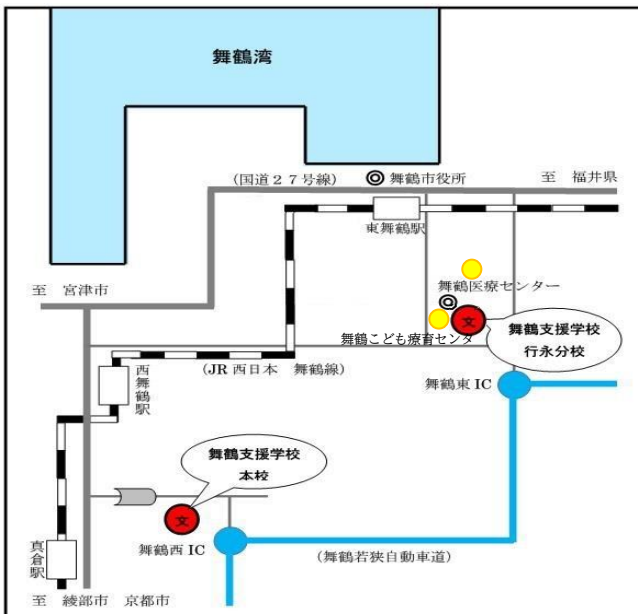 舞鶴湾
(国道27号線)
舞鶴市役所
至 福井県
東舞鶴駅
舞鶴医療センター
至 宮津市
文
舞鶴支援学校
行永分校
舞鶴こども療育センタ
(JR西日本 舞鶴線)
西舞鶴駅
舞鶴東IC
舞鶴支援学校
本校
文
舞鶴西IC
真倉駅
(舞鶴若狭自動車道)
至 綾部市 京都市